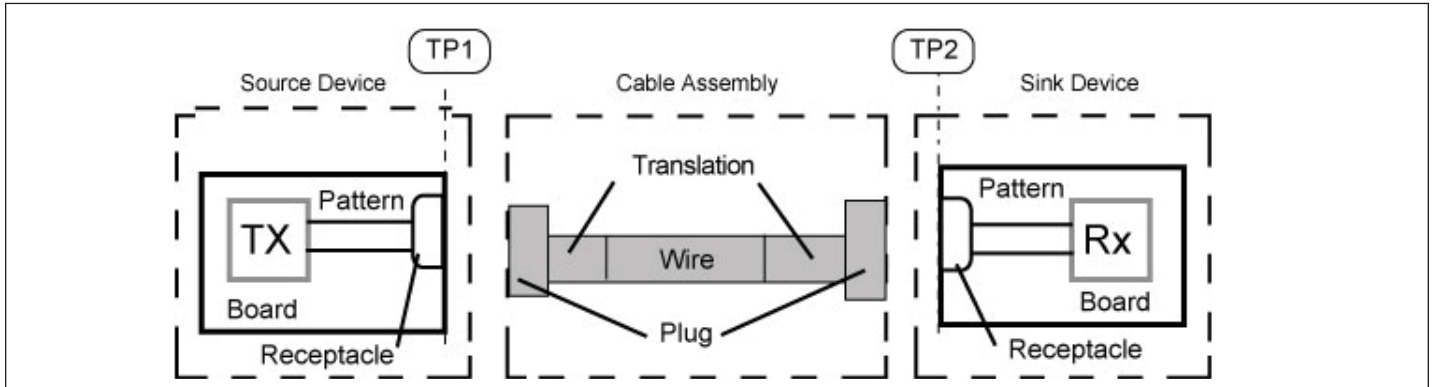 TP1
TP2
Source Device
Cable Assembly
Sink Device
Translation
Pattern
Pattern
TX
Wire
Rx
Board
Board
Plug
Receptacle
Receptacle